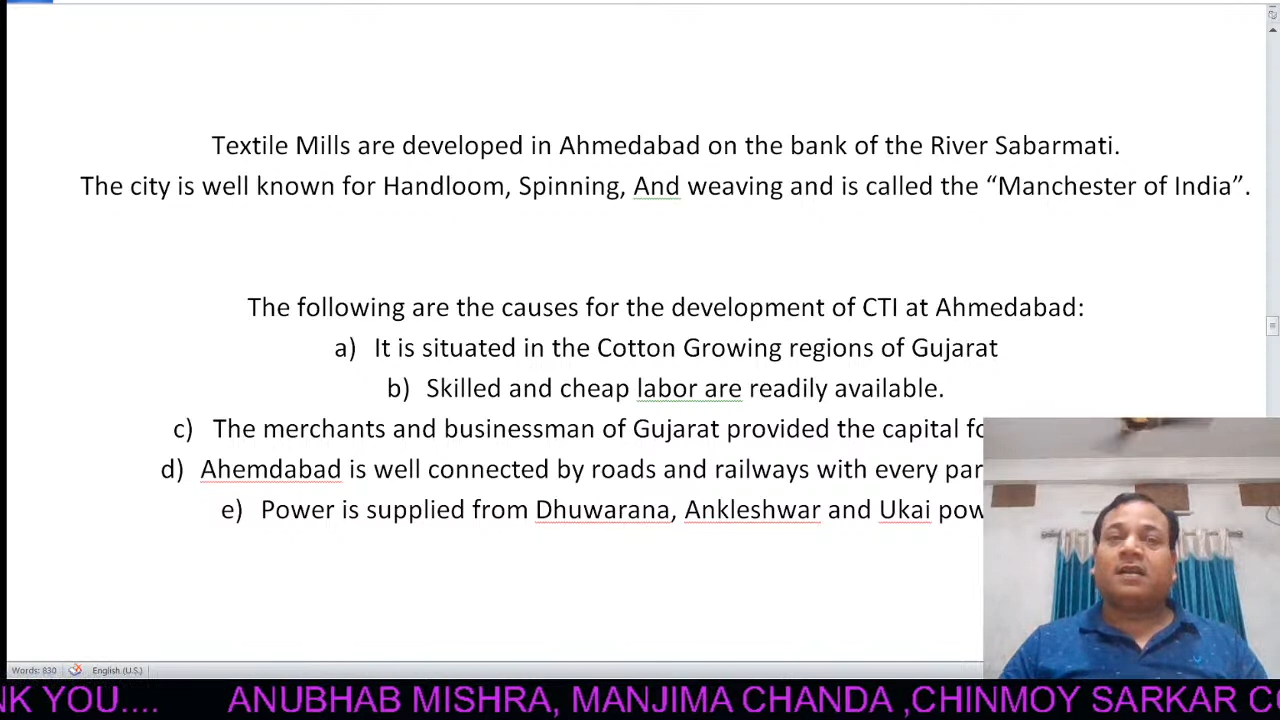 Textile Mills are developed in Ahmedabad on the bank of the River Sabarmati.
The city is well known for Handloom, Spinning, And weaving and is called the “Manchester of India”.
The following are the causes for the development of CTI at Ahmedabad:
a) It is situated in the Cotton Growing regions of Gujarat
b) Skilled and cheap labor are readily available.
c) The merchants and businessman of Gujarat provided the capital
d) Ahemdabad is well connected by roads and railways with every
e) Power is supplied from Dhuwarana, Ankleshwar and Ukai
Words: 830 English (U.S.)
YOU.... ANUBHAB MISHRA, MANJIMA CHANDA ,CHINMOY SARKAR